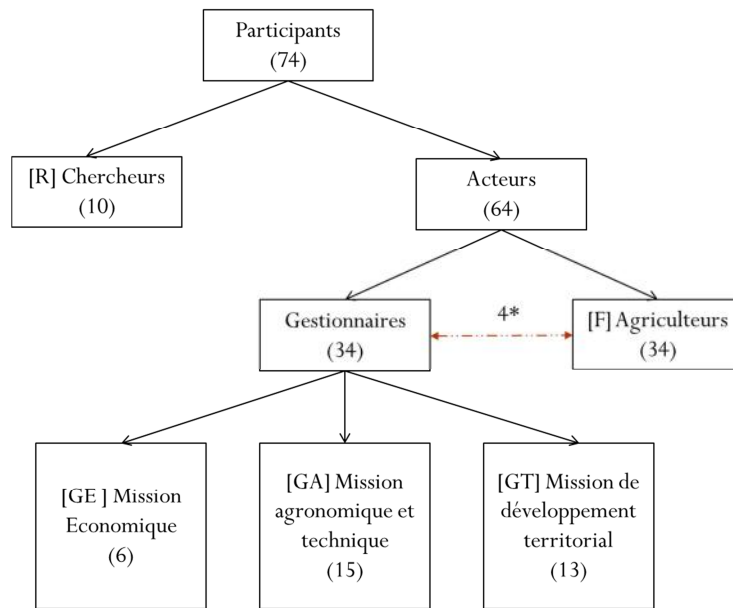 Participants
(74)
[R] Chercheurs
(10)
Acteurs
(64)
Gestionnaires
(34)
4*
[F] Agriculteurs
(34)
[GE ] Mission
Economique
(6)
[GA] Mission
agronomique et
technique
(15)
[GT] Mission de
développement
territorial
(13)